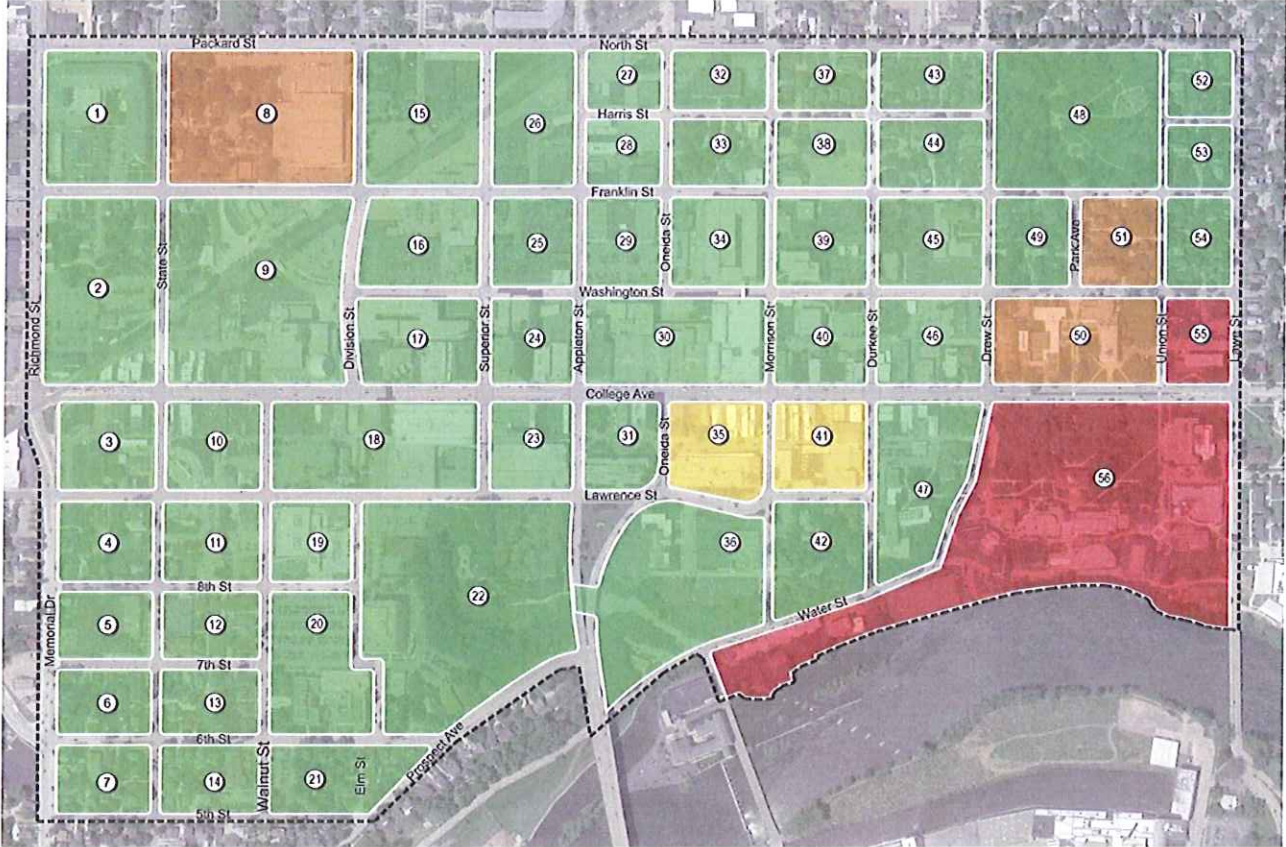 Packard St
North St
1
8
15
26
27
32
37
43
48
52
Harris St
28
33
38
44
53
Franklin St
2
State St
9
16
25
29
Oneida St
34
39
45
49
Park Ave
51
54
Washington St
Richmond St
Division St
17
Superior St
24
Appleton St
30
Morrison St
40
Durkee St
46
Drew St
50
Union St
55
Lawe St
College Ave
3
10
18
23
31
Oneida St
35
41
47
56
Lawrence St
4
11
19
22
36
42
8th St
Memorial Dr
5
12
20
Water St
7th St
6
13
6th St
7
14
Walnut St
21
Elm St
Prospect Ave
5th St